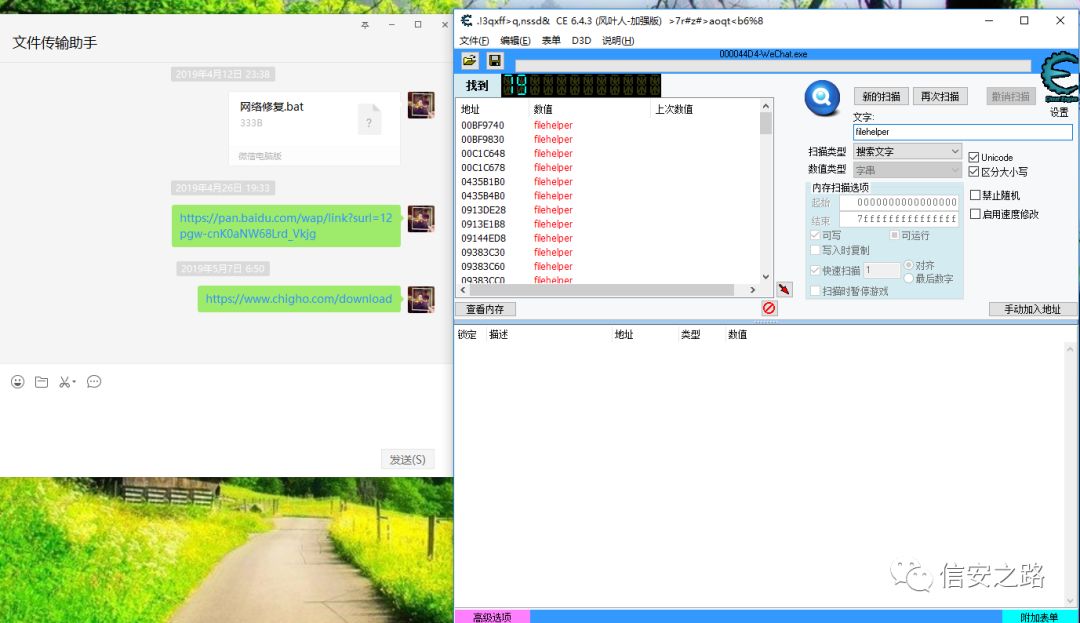 文件传输助手
2019年4月12日 23:38
网络修复.bat
333B
微信电脑版
2019年4月26日 19:33
https://pan.baidu.com/wap/link?surl=12
pgw-cnK0aNW68Lrd_Vkjg
2019年5月7日 6:50
https://www.chigho.com/download
发送(S)
.!3qxff>q,nssd& CE 6.4.3 (风叶人-加强版) >7r#z#>aoqt<b6%8
文件(F) 编辑(E) 表单 D3D 说明(H)
000044D4-WeChat.exe
找到 19
地址 数值 上次数值
00BF9740 filehelper
00BF9830 filehelper
00C1C648 filehelper
00C1C678 filehelper
0435B1B0 filehelper
0435B4B0 filehelper
0913DE28 filehelper
0913E1B8 filehelper
09144ED8 filehelper
09383C30 filehelper
09383C60 filehelper
09383CC0 filehelper
查看内存
新的扫描 再次扫描 撤消扫描
设置
文字:
filehelper
扫描类型 搜索文字
数值类型 字串
Unicode
区分大小写
内存扫描选项
起始 0000000000000000
结束 7fffffffffffffff
可写 可运行
写入时复制
快速扫描 1 对齐
最后数字
扫描时暂停游戏
禁止随机
启用速度修改
手动加入地址
锁定 描述 地址 类型 数值
信安之路
高级选项 附加表单